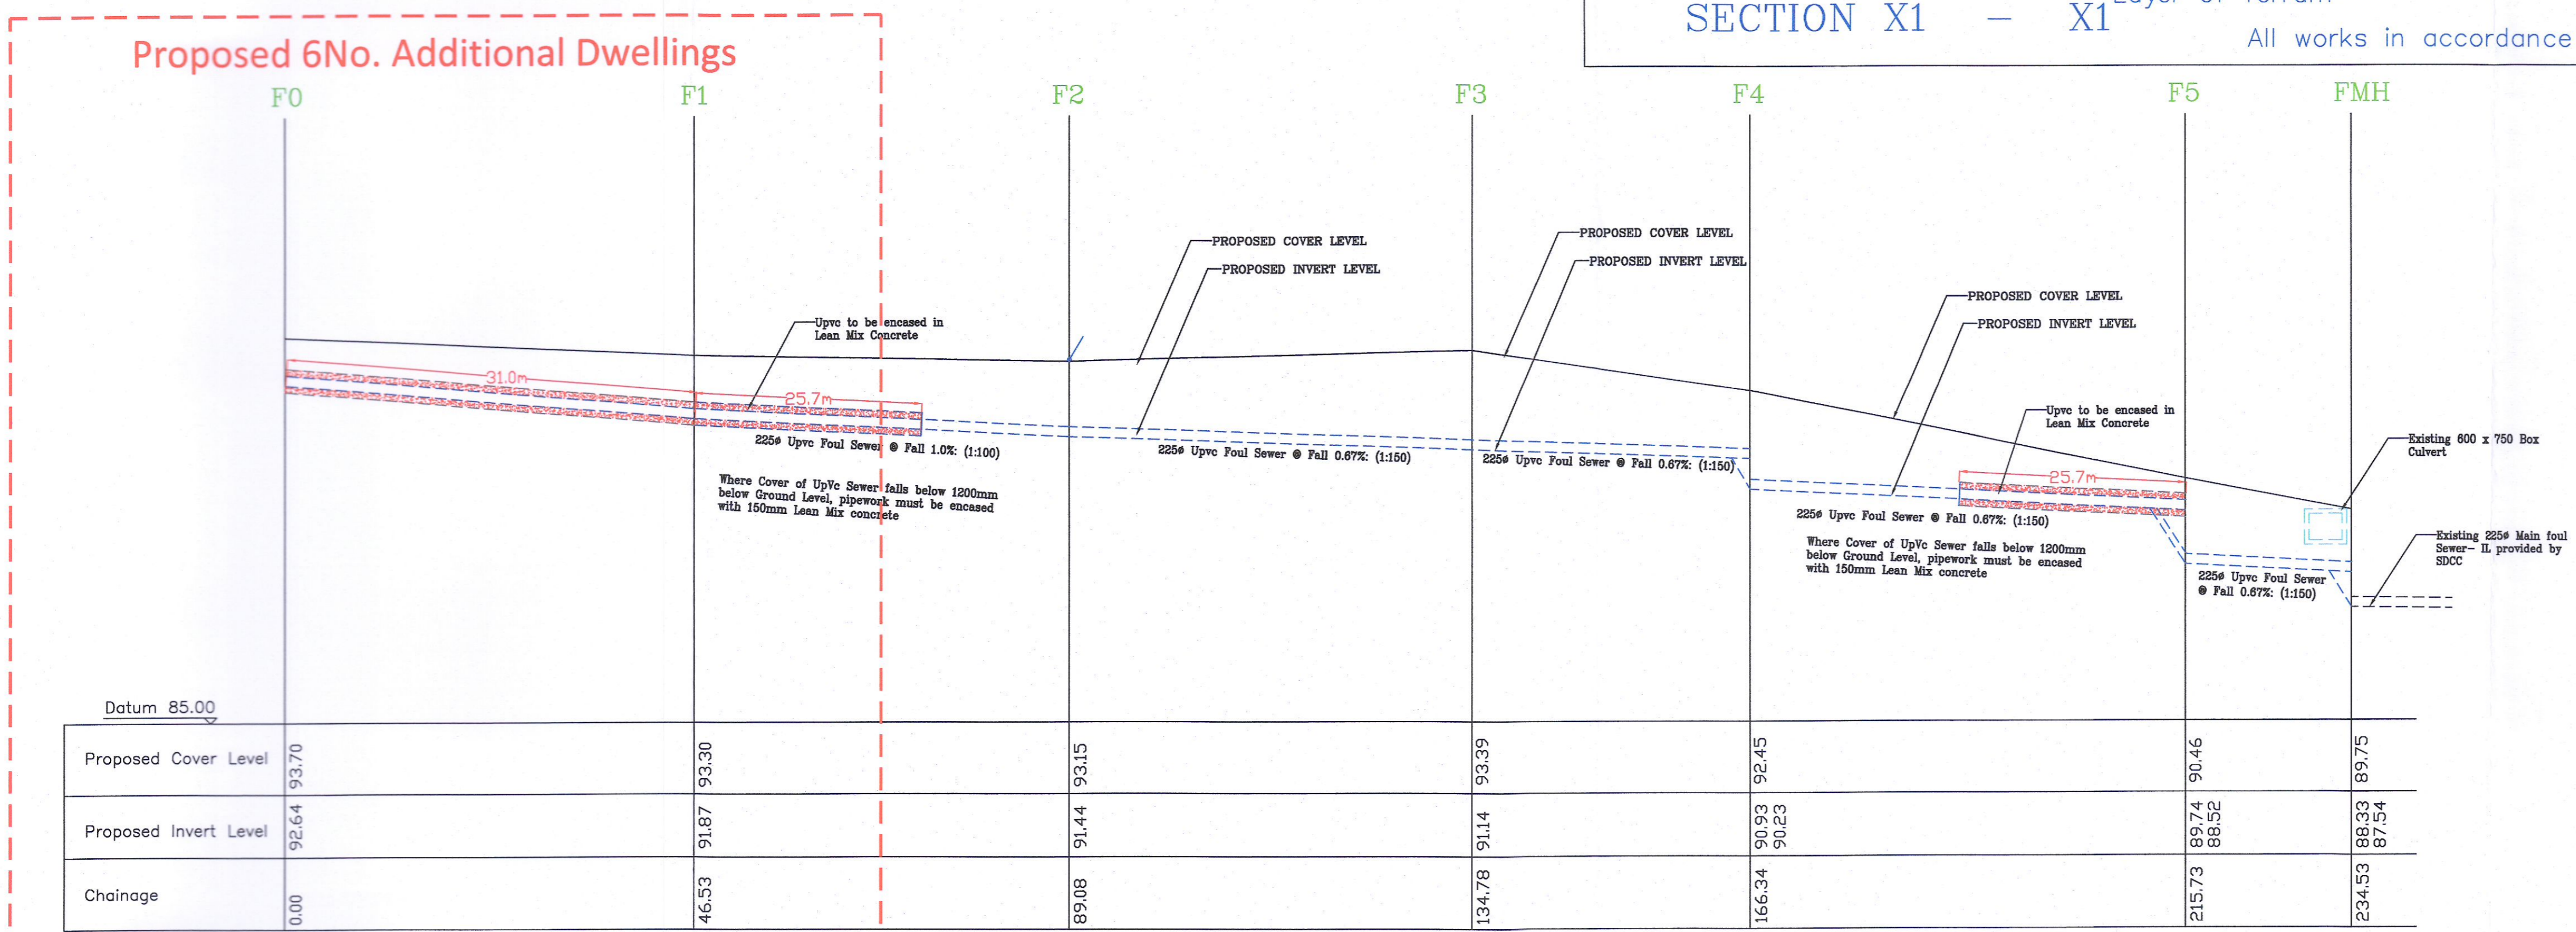 SECTION X1 - X1
All works in accordance
Proposed 6No. Additional Dwellings
F0
F1
F2
F3
F4
F5
FMH
PROPOSED COVER LEVEL
PROPOSED INVERT LEVEL
PROPOSED COVER LEVEL
PROPOSED INVERT LEVEL
PROPOSED COVER LEVEL
PROPOSED INVERT LEVEL
Upvc to be encased in
Lean Mix Concrete
31.0m
25.7m
225ø Upvc Foul Sewer @ Fall 1.0%: (1:100)
Where Cover of UpVc Sewer falls below 1200mm
below Ground Level, pipework must be encased
with 150mm Lean Mix concrete
225ø Upvc Foul Sewer @ Fall 0.67%: (1:150)
225ø Upvc Foul Sewer @ Fall 0.67%: (1:150)
Upvc to be encased in
Lean Mix Concrete
25.7m
225ø Upvc Foul Sewer @ Fall 0.67%: (1:150)
Where Cover of UpVc Sewer falls below 1200mm
below Ground Level, pipework must be encased
with 150mm Lean Mix concrete
Existing 600 x 750 Box
Culvert
Existing 225ø Main foul
Sewer- IL provided by
SDCC
225ø Upvc Foul Sewer
@ Fall 0.67%: (1:150)
Datum 85.00
Proposed Cover Level 93.70 93.30 93.15 93.39 92.45 90.46 89.75
Proposed Invert Level 92.64 91.87 91.44 91.14 90.93 90.23 89.74 88.52 88.33 87.54
Chainage 0.00 46.53 89.08 134.78 166.34 215.73 234.53